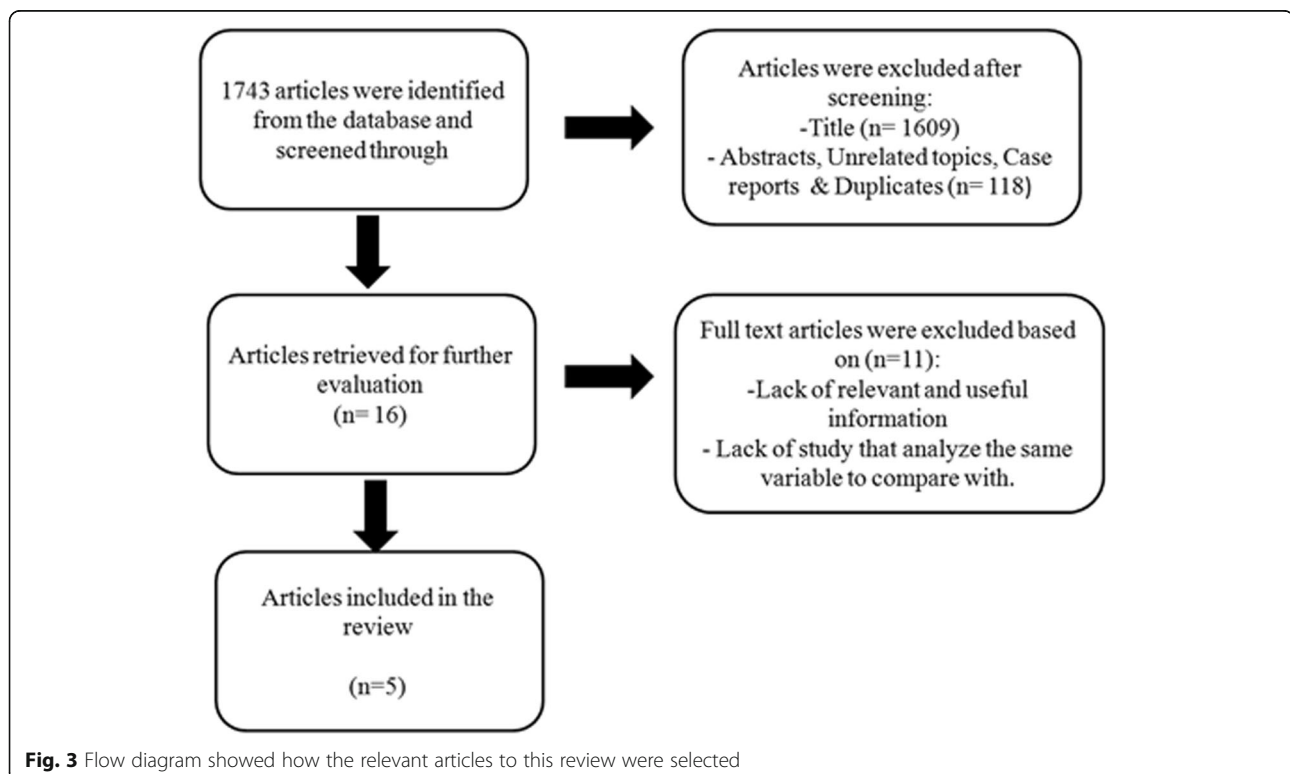 1743 articles were identified
from the database and
screened through
Articles were excluded after
screening:
-Title (n= 1609)
- Abstracts, Unrelated topics, Case
reports & Duplicates (n= 118)
Articles retrieved for further
evaluation
(n= 16)
Full text articles were excluded based
on (n=11):
-Lack of relevant and useful
information
- Lack of study that analyze the same
variable to compare with.
Articles included in the
review
(n=5)
Fig. 3 Flow diagram showed how the relevant articles to this review were selected